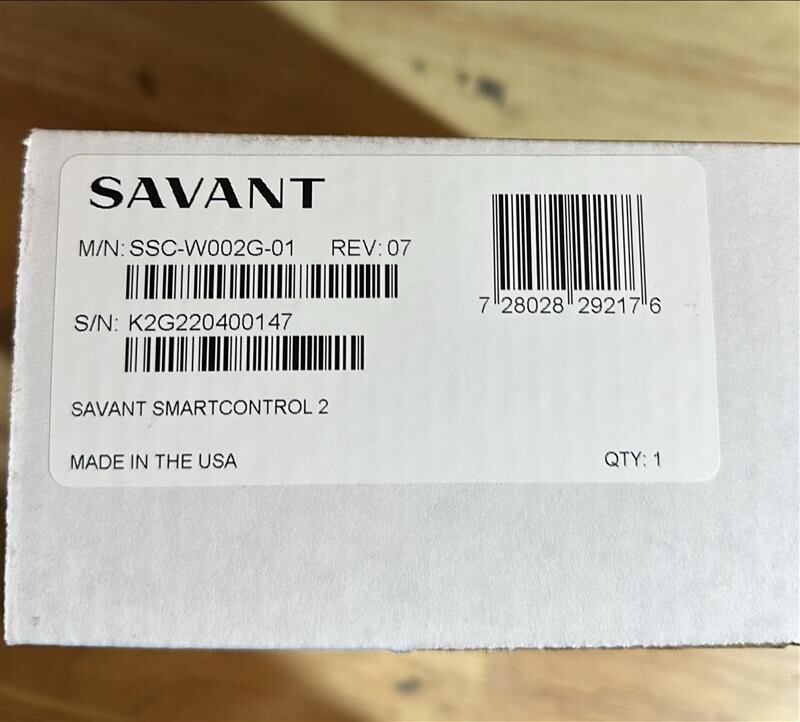 SAVANT
M/N: SSC-W002G-01 REV: 07
S/N: K2G220400147
7 28028 29217 6
SAVANT SMARTCONTROL 2
MADE IN THE USA
QTY: 1